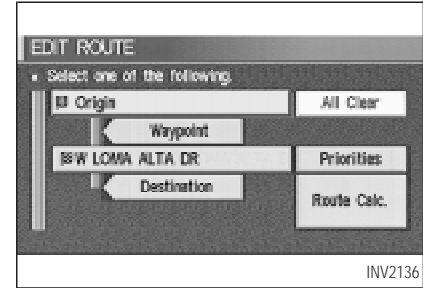 EDIT ROUTE
Select one of the following.
Origin
All Clear
Waypoint
W LOMA ALTA DR
Priorities
Destination
Route Calc.
INV2136